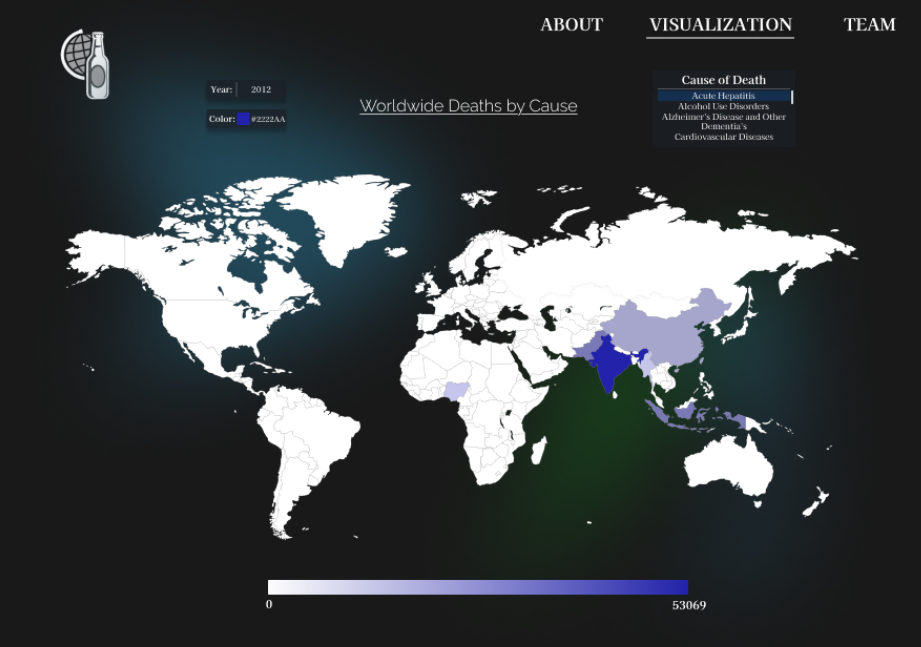 ABOUT VISUALIZATION TEAM
Year: 2012
Color: #2222AA
Worldwide Deaths by Cause
Cause of Death
Acute Hepatitis
Alcohol Use Disorders
Alzheimer's Disease and Other
Dementia's
Cardiovascular Diseases
0 53069